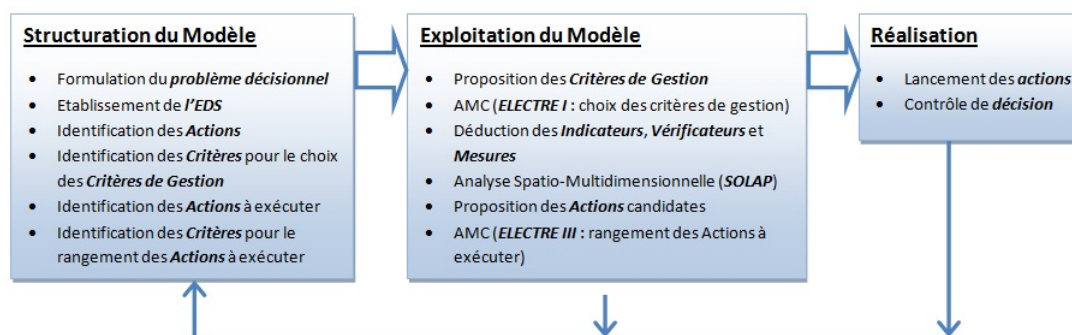 Structuration du Modèle
• Formulation du problème décisionnel
• Etablissement de l’EDS
• Identification des Actions
• Identification des Critères pour le choix
des Critères de Gestion
• Identification des Actions à exécuter
• Identification des Critères pour le
rangement des Actions à exécuter
Exploitation du Modèle
• Proposition des Critères de Gestion
• AMC (ELECTRE I : choix des critères de gestion)
• Déduction des Indicateurs, Vérificateurs et
Mesures
• Analyse Spatio-Multidimensionnelle (SOLAP)
• Proposition des Actions candidates
• AMC (ELECTRE III : rangement des Actions à
exécuter)
Réalisation
• Lancement des actions
• Contrôle de décision